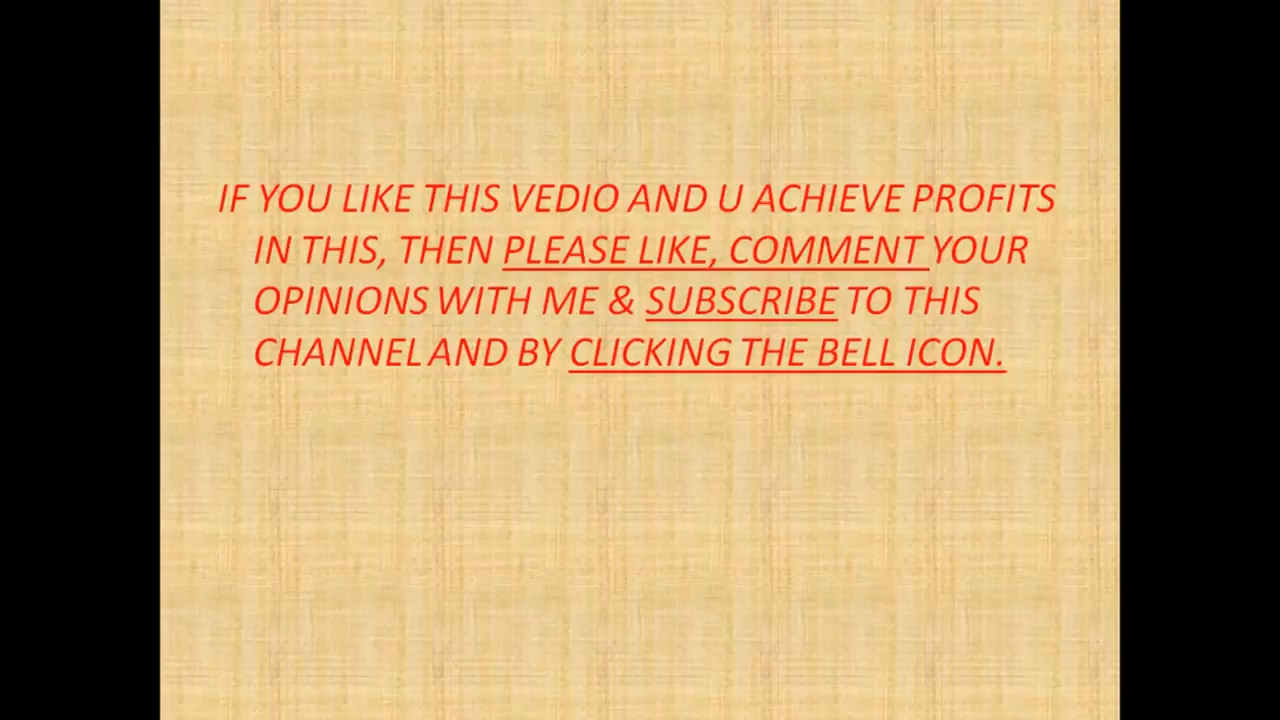 IF YOU LIKE THIS VEDIO AND U ACHIEVE PROFITS
IN THIS, THEN PLEASE LIKE, COMMENT YOUR
OPINIONS WITH ME & SUBSCRIBE TO THIS
CHANNEL AND BY CLICKING THE BELL ICON.